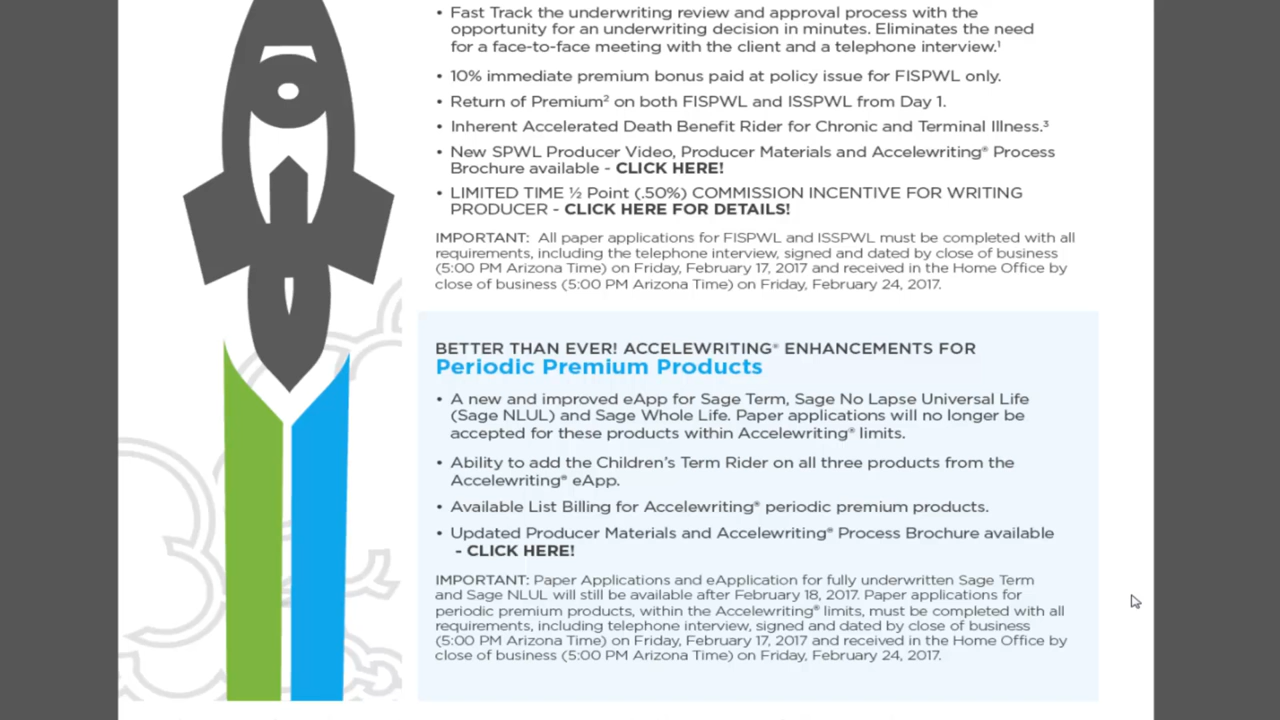 • Fast Track the underwriting review and approval process with the
opportunity for an underwriting decision in minutes. Eliminates the need
for a face-to-face meeting with the client and a telephone interview.¹
• 10% immediate premium bonus paid at policy issue for FISPWL only.
• Return of Premium² on both FISPWL and ISSPWL from Day 1.
• Inherent Accelerated Death Benefit Rider for Chronic and Terminal Illness.³
• New SPWL Producer Video, Producer Materials and Accelewriting® Process
Brochure available - CLICK HERE!
• LIMITED TIME ½ Point (.50%) COMMISSION INCENTIVE FOR WRITING
PRODUCER - CLICK HERE FOR DETAILS!
IMPORTANT: All paper applications for FISPWL and ISSPWL must be completed with all
requirements, including the telephone interview, signed and dated by close of business
(5:00 PM Arizona Time) on Friday, February 17, 2017 and received in the Home Office by
close of business (5:00 PM Arizona Time) on Friday, February 24, 2017.
BETTER THAN EVER! ACCELEWRITING® ENHANCEMENTS FOR
Periodic Premium Products
• A new and improved eApp for Sage Term, Sage No Lapse Universal Life
(Sage NLUL) and Sage Whole Life. Paper applications will no longer be
accepted for these products within Accelewriting® limits.
• Ability to add the Children’s Term Rider on all three products from the
Accelewriting® eApp.
• Available List Billing for Accelewriting® periodic premium products.
• Updated Producer Materials and Accelewriting® Process Brochure available
- CLICK HERE!
IMPORTANT: Paper Applications and eApplication for fully underwritten Sage Term
and Sage NLUL will still be available after February 18, 2017. Paper applications for
periodic premium products, within the Accelewriting® limits, must be completed with all
requirements, including telephone interview, signed and dated by close of business
(5:00 PM Arizona Time) on Friday, February 17, 2017 and received in the Home Office by
close of business (5:00 PM Arizona Time) on Friday, February 24, 2017.